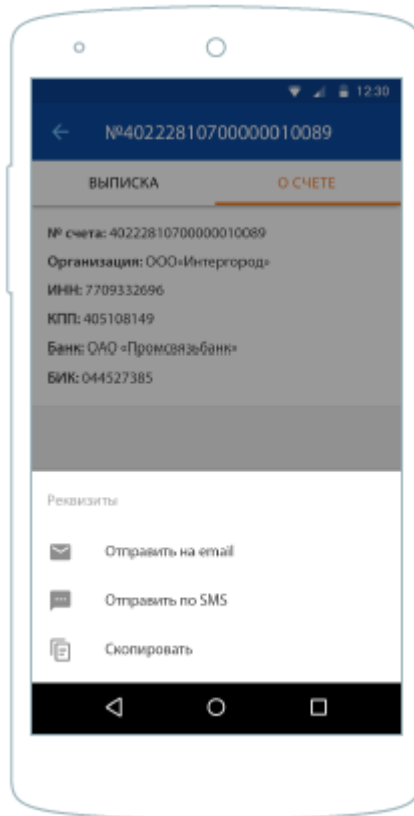 12:30
№40222810700000010089
ВЫПИСКА
О СЧЕТЕ
№ счета: 40222810700000010089
Организация: ООО«Интергород»
ИНН: 7709332696
КПП: 405108149
Банк: ОАО «Промсвязьбанк»
БИК: 044527385
Реквизиты
Отправить на email
Отправить по SMS
Скопировать